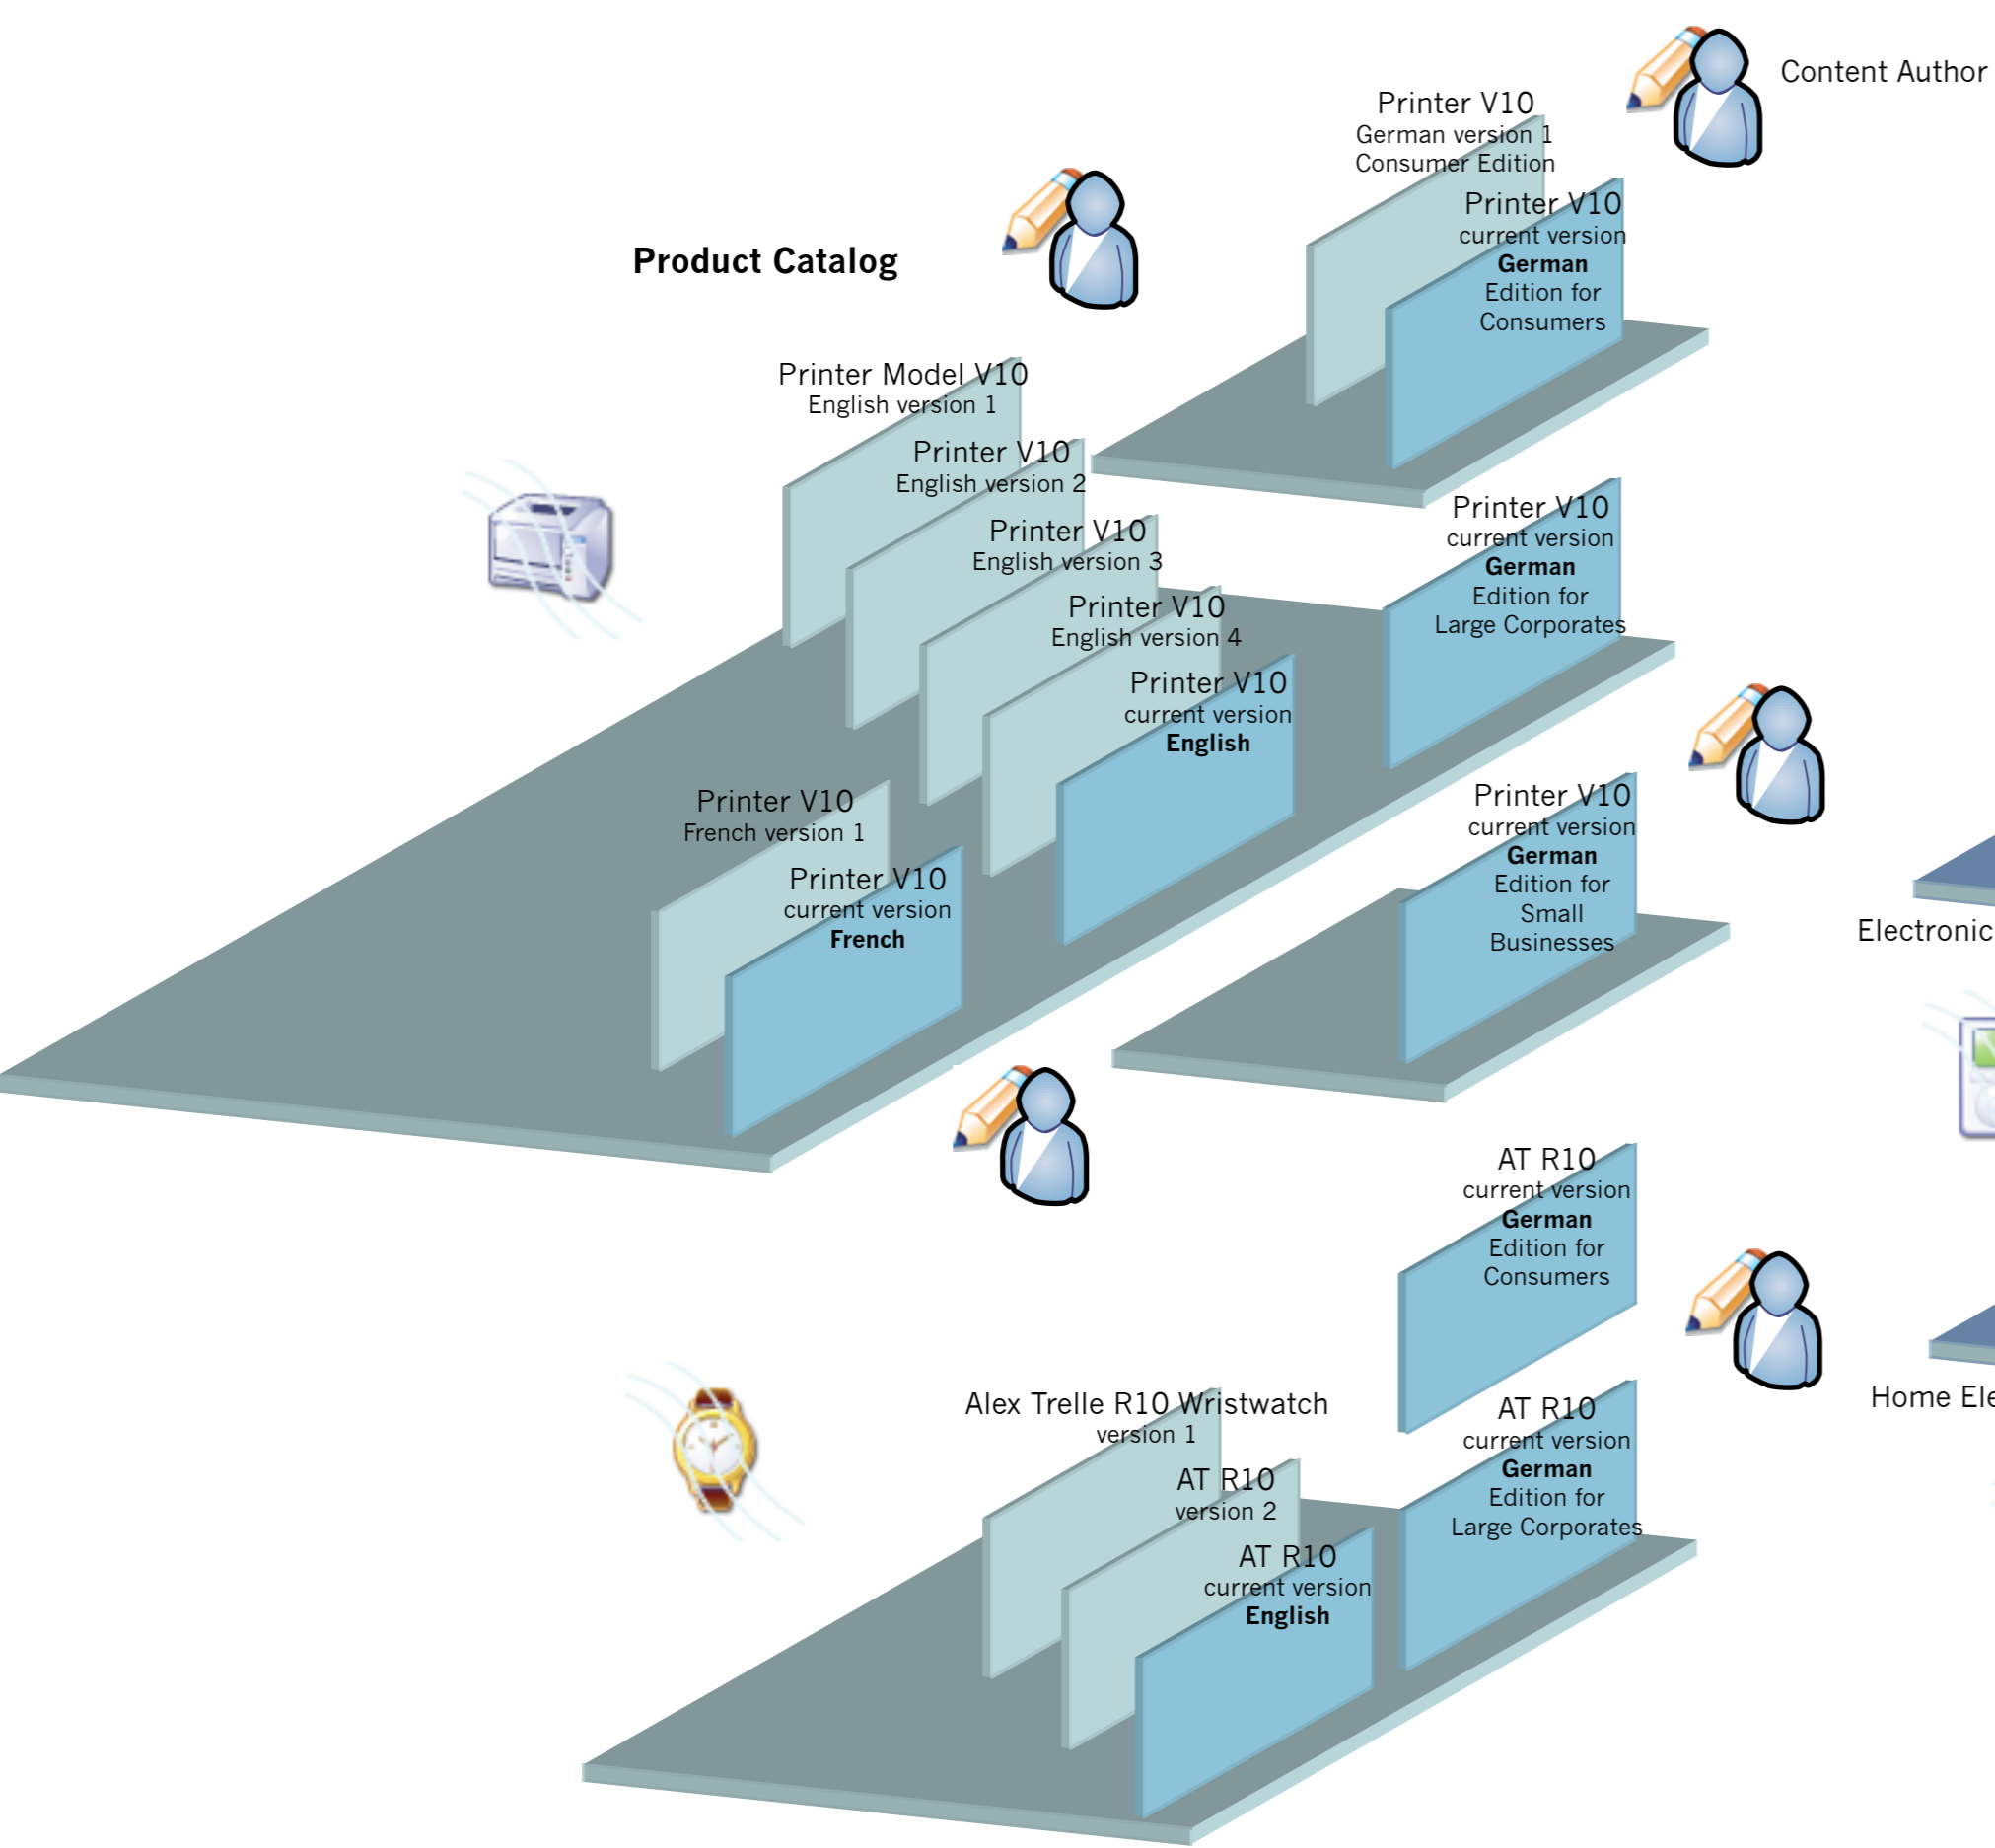 Content Author
Printer V10
German version 1
Consumer Edition
Printer V10
current version
German
Edition for
Consumers
Product Catalog
Printer Model V10
English version 1
Printer V10
English version 2
Printer V10
English version 3
Printer V10
English version 4
Printer V10
current version
English
Printer V10
current version
German
Edition for
Large Corporates
Printer V10
French version 1
Printer V10
current version
French
Printer V10
current version
German
Edition for
Small
Businesses
Electronic
AT R10
current version
German
Edition for
Consumers
Home Ele
Alex Trelle R10 Wristwatch
version 1
AT R10
version 2
AT R10
current version
English
AT R10
current version
German
Edition for
Large Corporates